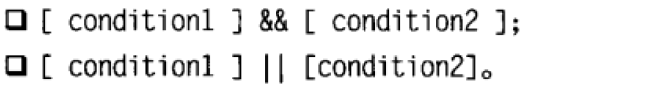 ❑ [ condition1 ] && [ condition2 ];
❑ [ condition1 ] || [condition2]。